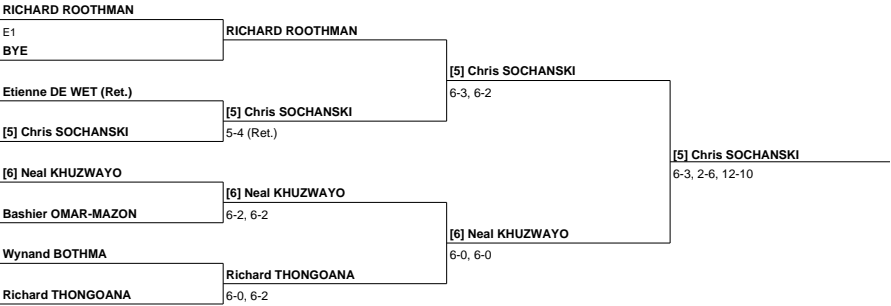 RICHARD ROOTHMAN
E1
BYE
Etienne DE WET (Ret.)
[5] Chris SOCHANSKI
[6] Neal KHUZWAYO
Bashier OMAR-MAZON
Wynand BOTHMA
Richard THONGOANA
RICHARD ROOTHMAN
[5] Chris SOCHANSKI
5-4 (Ret.)
[6] Neal KHUZWAYO
6-2, 6-2
Richard THONGOANA
6-0, 6-2
[5] Chris SOCHANSKI
6-3, 6-2
[6] Neal KHUZWAYO
6-0, 6-0
[5] Chris SOCHANSKI
6-3, 2-6, 12-10